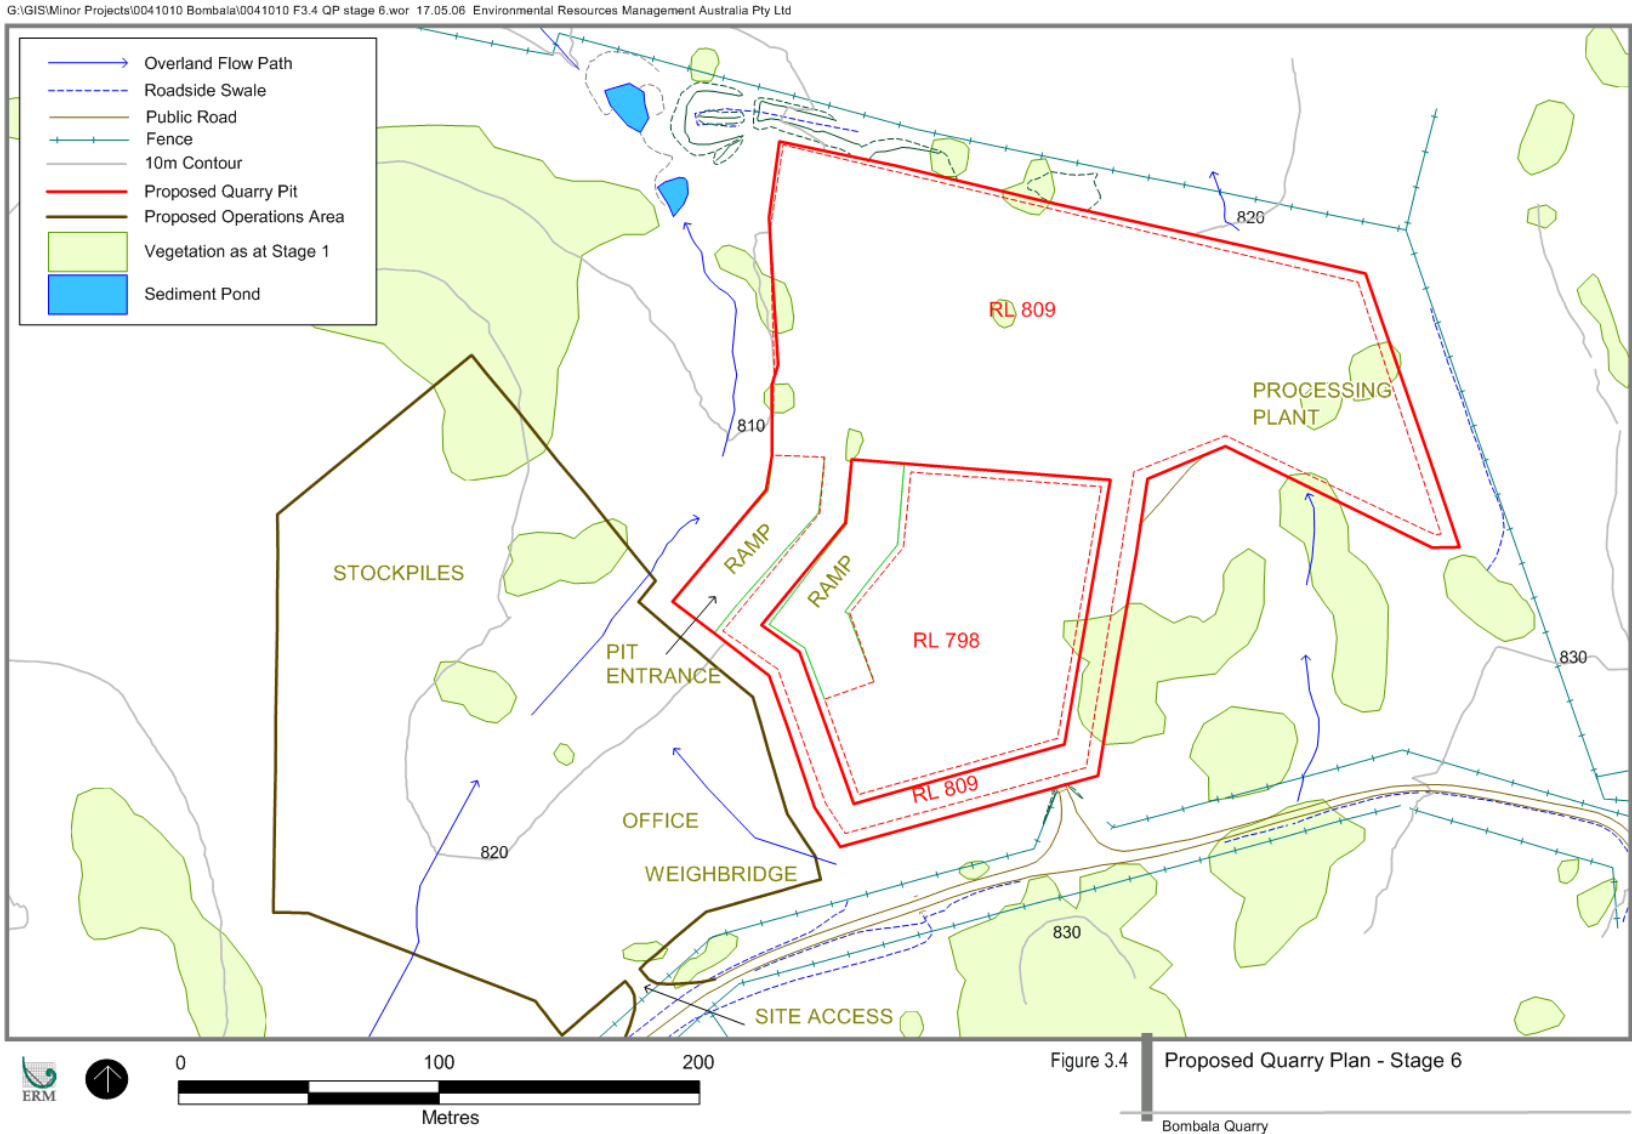 G:\GIS\Minor Projects\0041010 Bombala\0041010 F3.4 QP stage 6.wor 17.05.06 Environmental Resources Management Australia Pty Ltd
Overland Flow Path
Roadside Swale
Public Road
Fence
10m Contour
Proposed Quarry Pit
Proposed Operations Area
Vegetation as at Stage 1
Sediment Pond
820
RL 809
PROCESSING
PLANT
810
RAMP
RAMP
STOCKPILES
RL 798
PIT
ENTRANCE
830
RL 809
OFFICE
820
WEIGHBRIDGE
830
SITE ACCESS
ERM
0
100
200
Metres
Figure 3.4
Proposed Quarry Plan - Stage 6
Bombala Quarry